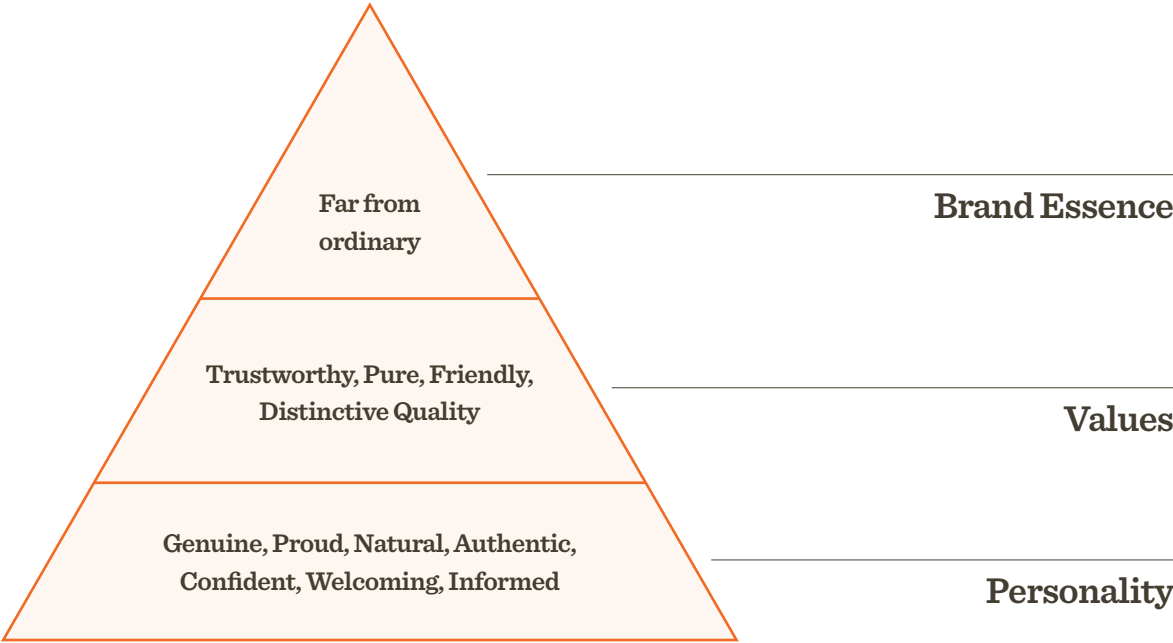 Far from
ordinary
Brand Essence
Trustworthy, Pure, Friendly,
Distinctive Quality
Values
Genuine, Proud, Natural, Authentic,
Confident, Welcoming, Informed
Personality